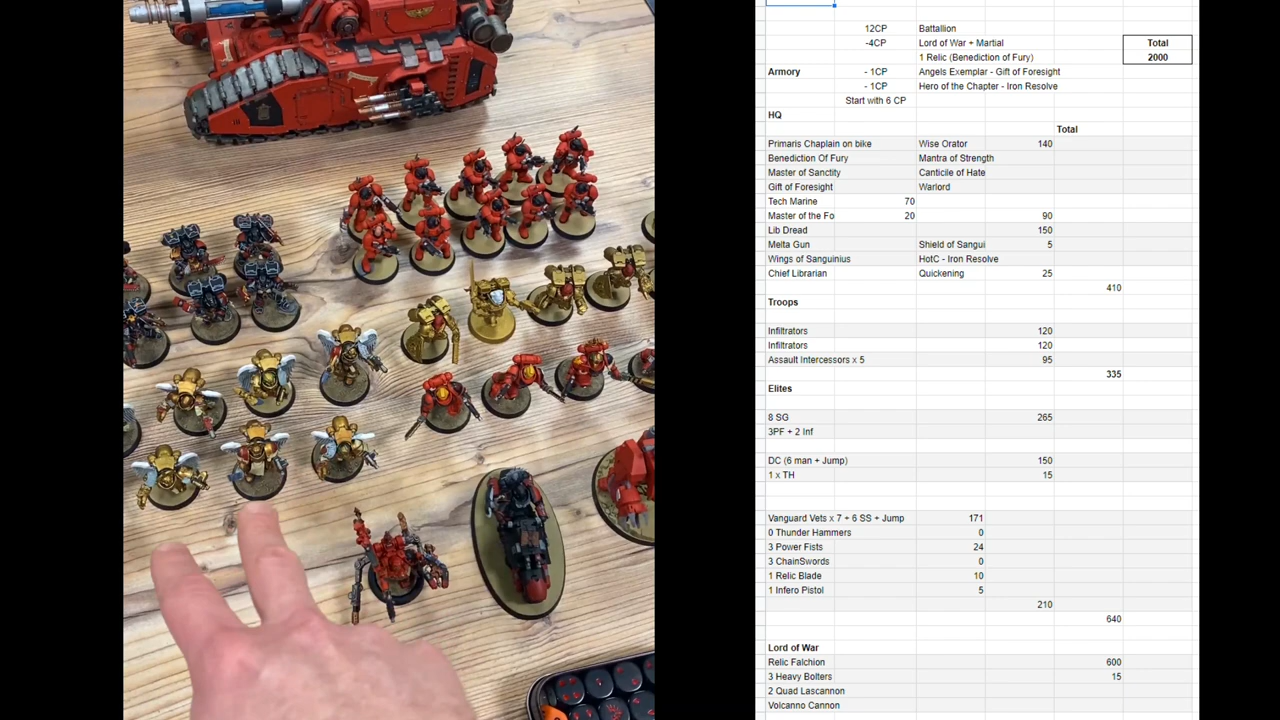 12CP Battallion
-4CP Lord of War + Martial Total
1 Relic (Benediction of Fury) 2000
Armory - 1CP Angels Exemplar - Gift of Foresight
- 1CP Hero of the Chapter - Iron Resolve
Start with 6 CP
HQ
Total
Primaris Chaplain on bike Wise Orator 140
Benediction Of Fury Mantra of Strength
Master of Sanctity Canticile of Hate
Gift of Foresight Warlord
Tech Marine 70
Master of the Fo 20 90
Lib Dread 150
Melta Gun Shield of Sangui 5
Wings of Sanguinius HotC - Iron Resolve
Chief Librarian Quickening 25
410
Troops
Infiltrators 120
Infiltrators 120
Assault Intercessors x 5 95
335
Elites
8 SG 265
3PF + 2 Inf
DC (6 man + Jump) 150
1 x TH 15
Vanguard Vets x 7 + 6 SS + Jump 171
0 Thunder Hammers 0
3 Power Fists 24
3 ChainSwords 0
1 Relic Blade 10
1 Infero Pistol 5
210
640
Lord of War
Relic Falchion 600
3 Heavy Bolters 15
2 Quad Lascannon
Volcanno Cannon